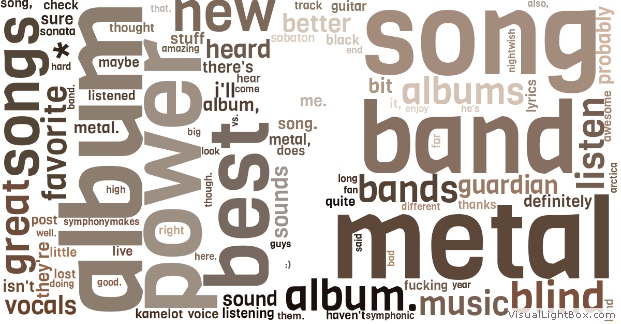 song,
check
sure
sonata
*
hard
band.
songs
great
favorite
thought
maybe
listened
metal.
high
album
symphony
makes
post
well.
little
live
they're
lost
doing
good.
isn't
vocals
that.
stuff
amazing
power
big
right
kamelot
voice
new
heard
there's
hear
i'll
come
album,
vs.
look
though.
best
here.
sound
listening
them.
track
guitar
better
sabaton
black
end
me.
song.
metal,
does
sounds
guys
:)
album.
haven't
symphonic
song
also,
nightwish
probably
bit
albums
it,
enjoy
he's
lyrics
awesome
listen
band
far
long
fan
bands
guardian
quite
different
thanks
definitely
arctica
metal
said
bad
fucking
year
music
blind
VisualLightBox.com